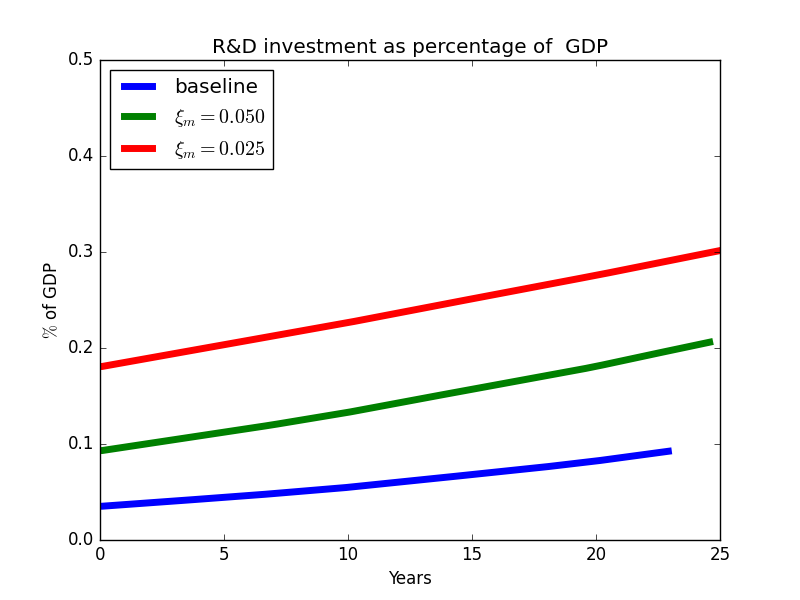 R&D investment as percentage of  GDP
0.5
0.4
0.3
0.2
0.1
0.0
% of GDP
baseline
ξₘ = 0.050
ξₘ = 0.025
0 5 10 15 20 25
Years